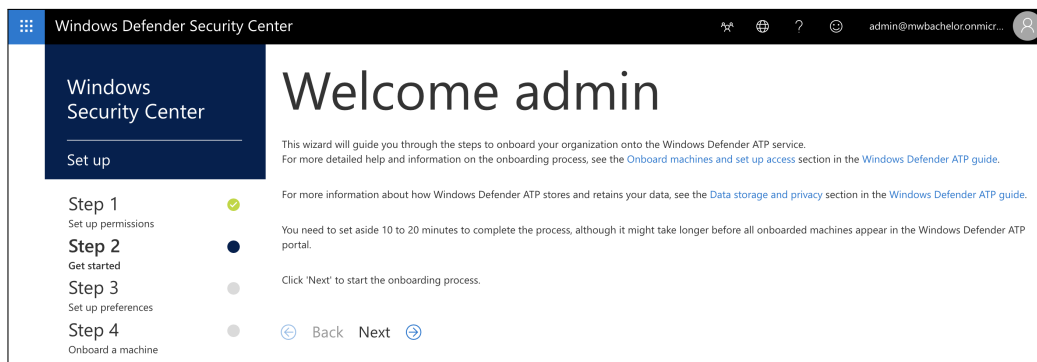 Windows Defender Security Center
admin@mwbachelor.onmicr...
Windows
Security Center
Set up
Step 1
Set up permissions
Step 2
Get started
Step 3
Set up preferences
Step 4
Onboard a machine
Welcome admin
This wizard will guide you through the steps to onboard your organization onto the Windows Defender ATP service.
For more detailed help and information on the onboarding process, see the Onboard machines and set up access section in the Windows Defender ATP guide.
For more information about how Windows Defender ATP stores and retains your data, see the Data storage and privacy section in the Windows Defender ATP guide.
You need to set aside 10 to 20 minutes to complete the process, although it might take longer before all onboarded machines appear in the Windows Defender ATP
portal.
Click 'Next' to start the onboarding process.
Back Next